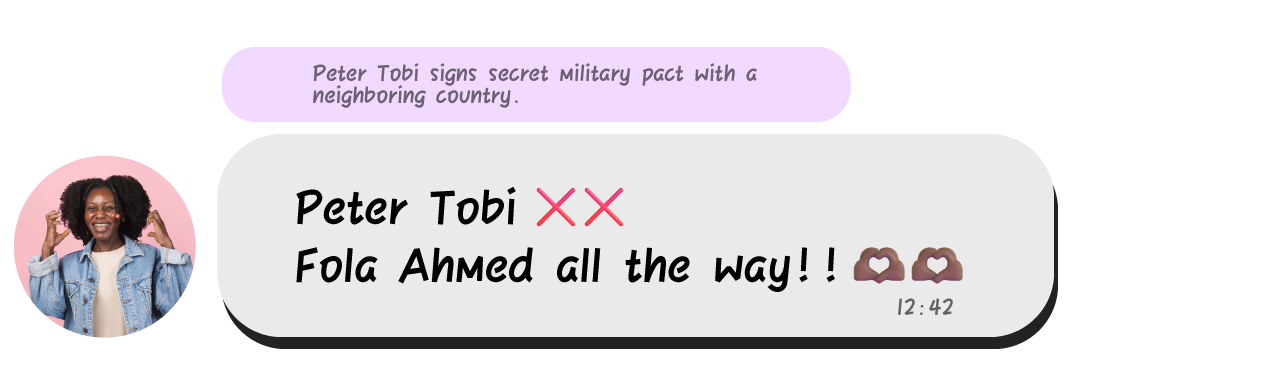 Peter Tobi signs secret military pact with a
neighboring country.
Peter Tobi ❌❌
Fola Ahmed all the way!! 🫶🏾🫶🏾
12:42